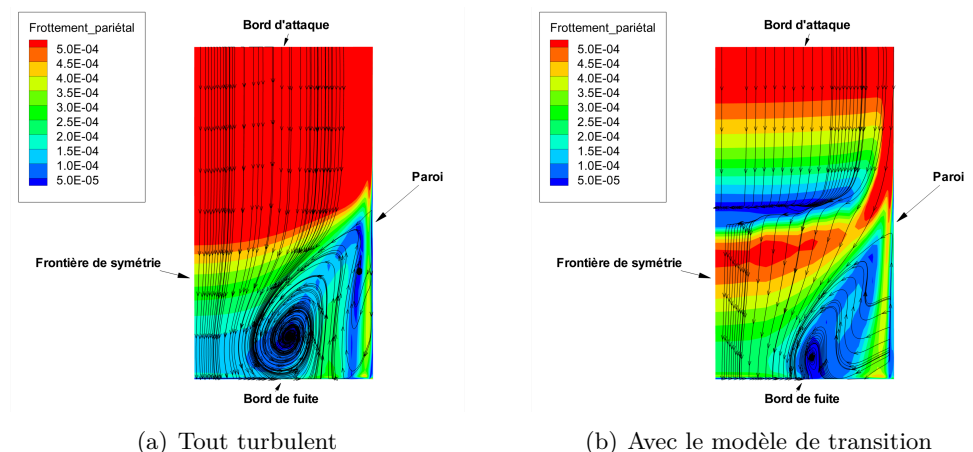 Frottement_pariétal
5.0E-04
4.5E-04
4.0E-04
3.5E-04
3.0E-04
2.5E-04
2.0E-04
1.5E-04
1.0E-04
5.0E-05
Bord d'attaque
Paroi
Frontière de symétrie
Bord de fuite
(a) Tout turbulent
Frottement_pariétal
5.0E-04
4.5E-04
4.0E-04
3.5E-04
3.0E-04
2.5E-04
2.0E-04
1.5E-04
1.0E-04
5.0E-05
Bord d'attaque
Paroi
Frontière de symétrie
Bord de fuite
(b) Avec le modèle de transition